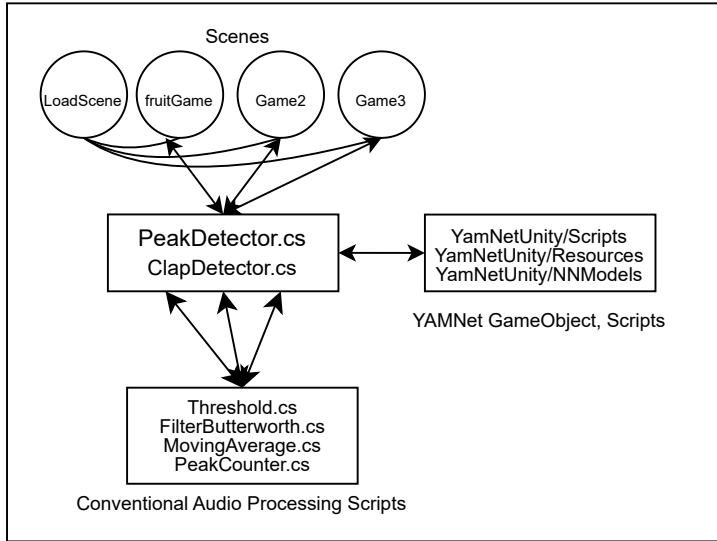 Scenes
LoadScene
fruitGame
Game2
Game3
PeakDetector.cs
ClapDetector.cs
YamNetUnity/Scripts
YamNetUnity/Resources
YamNetUnity/NNModels
YAMNet GameObject, Scripts
Threshold.cs
FilterButterworth.cs
MovingAverage.cs
PeakCounter.cs
Conventional Audio Processing Scripts